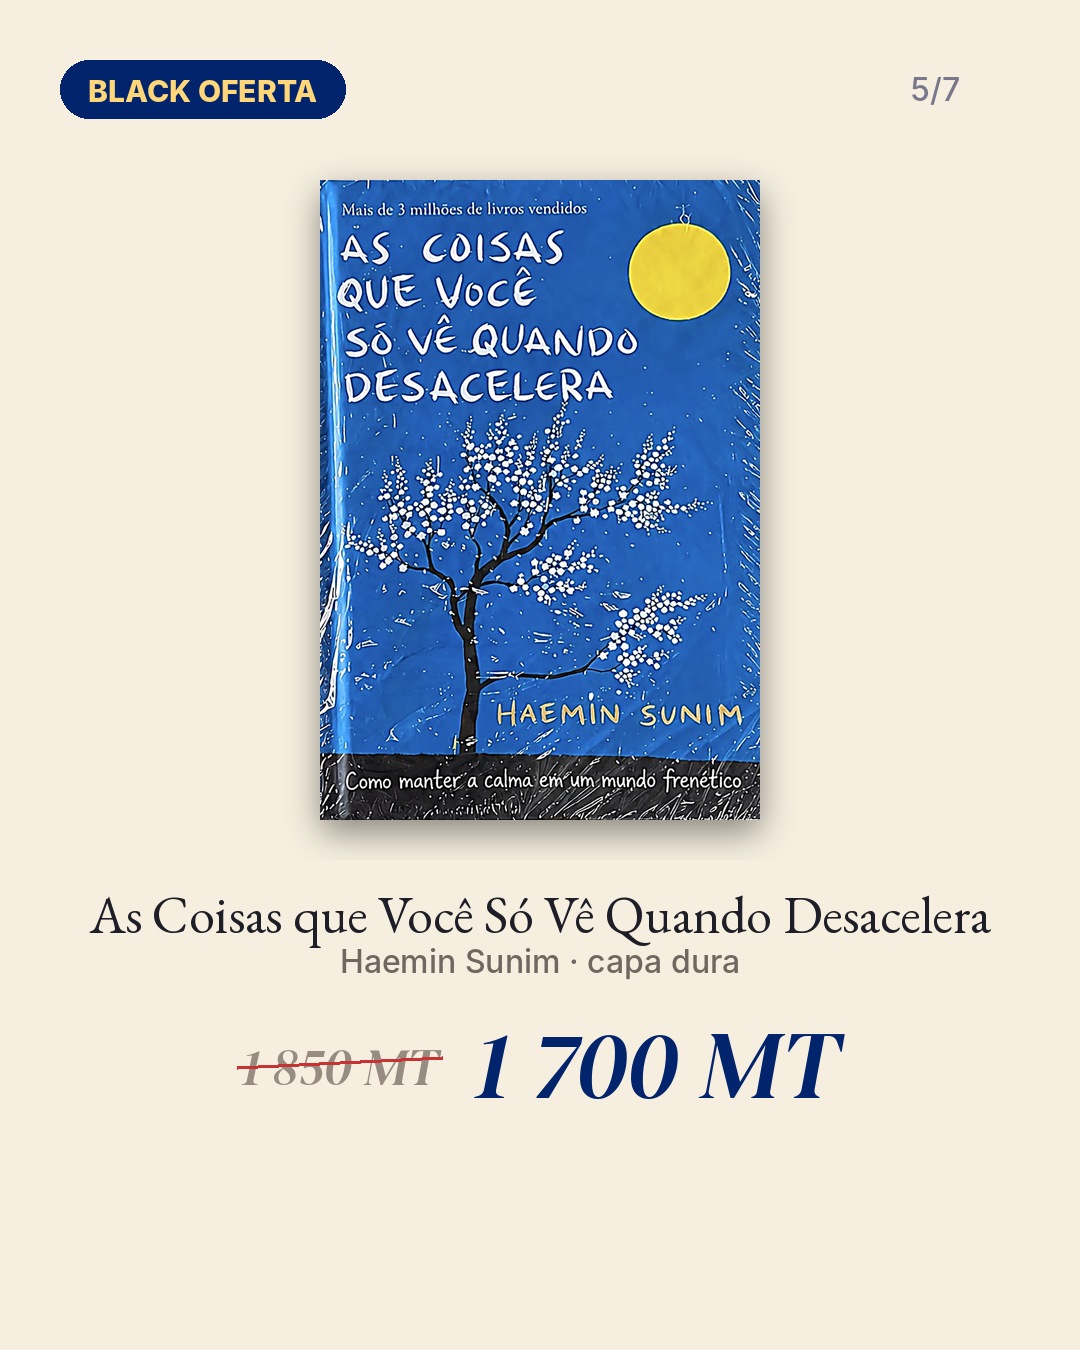 BLACK OFERTA
5/7
Mais de 3 milhões de livros vendidos
AS COISAS
QUE VOCÊ
SÓ VÊ QUANDO
DESACELERA
HAEMIN SUNIM
Como manter a calma em um mundo frenético
As Coisas que Você Só Vê Quando Desacelera
Haemin Sunim · capa dura
1 850 MT 1 700 MT